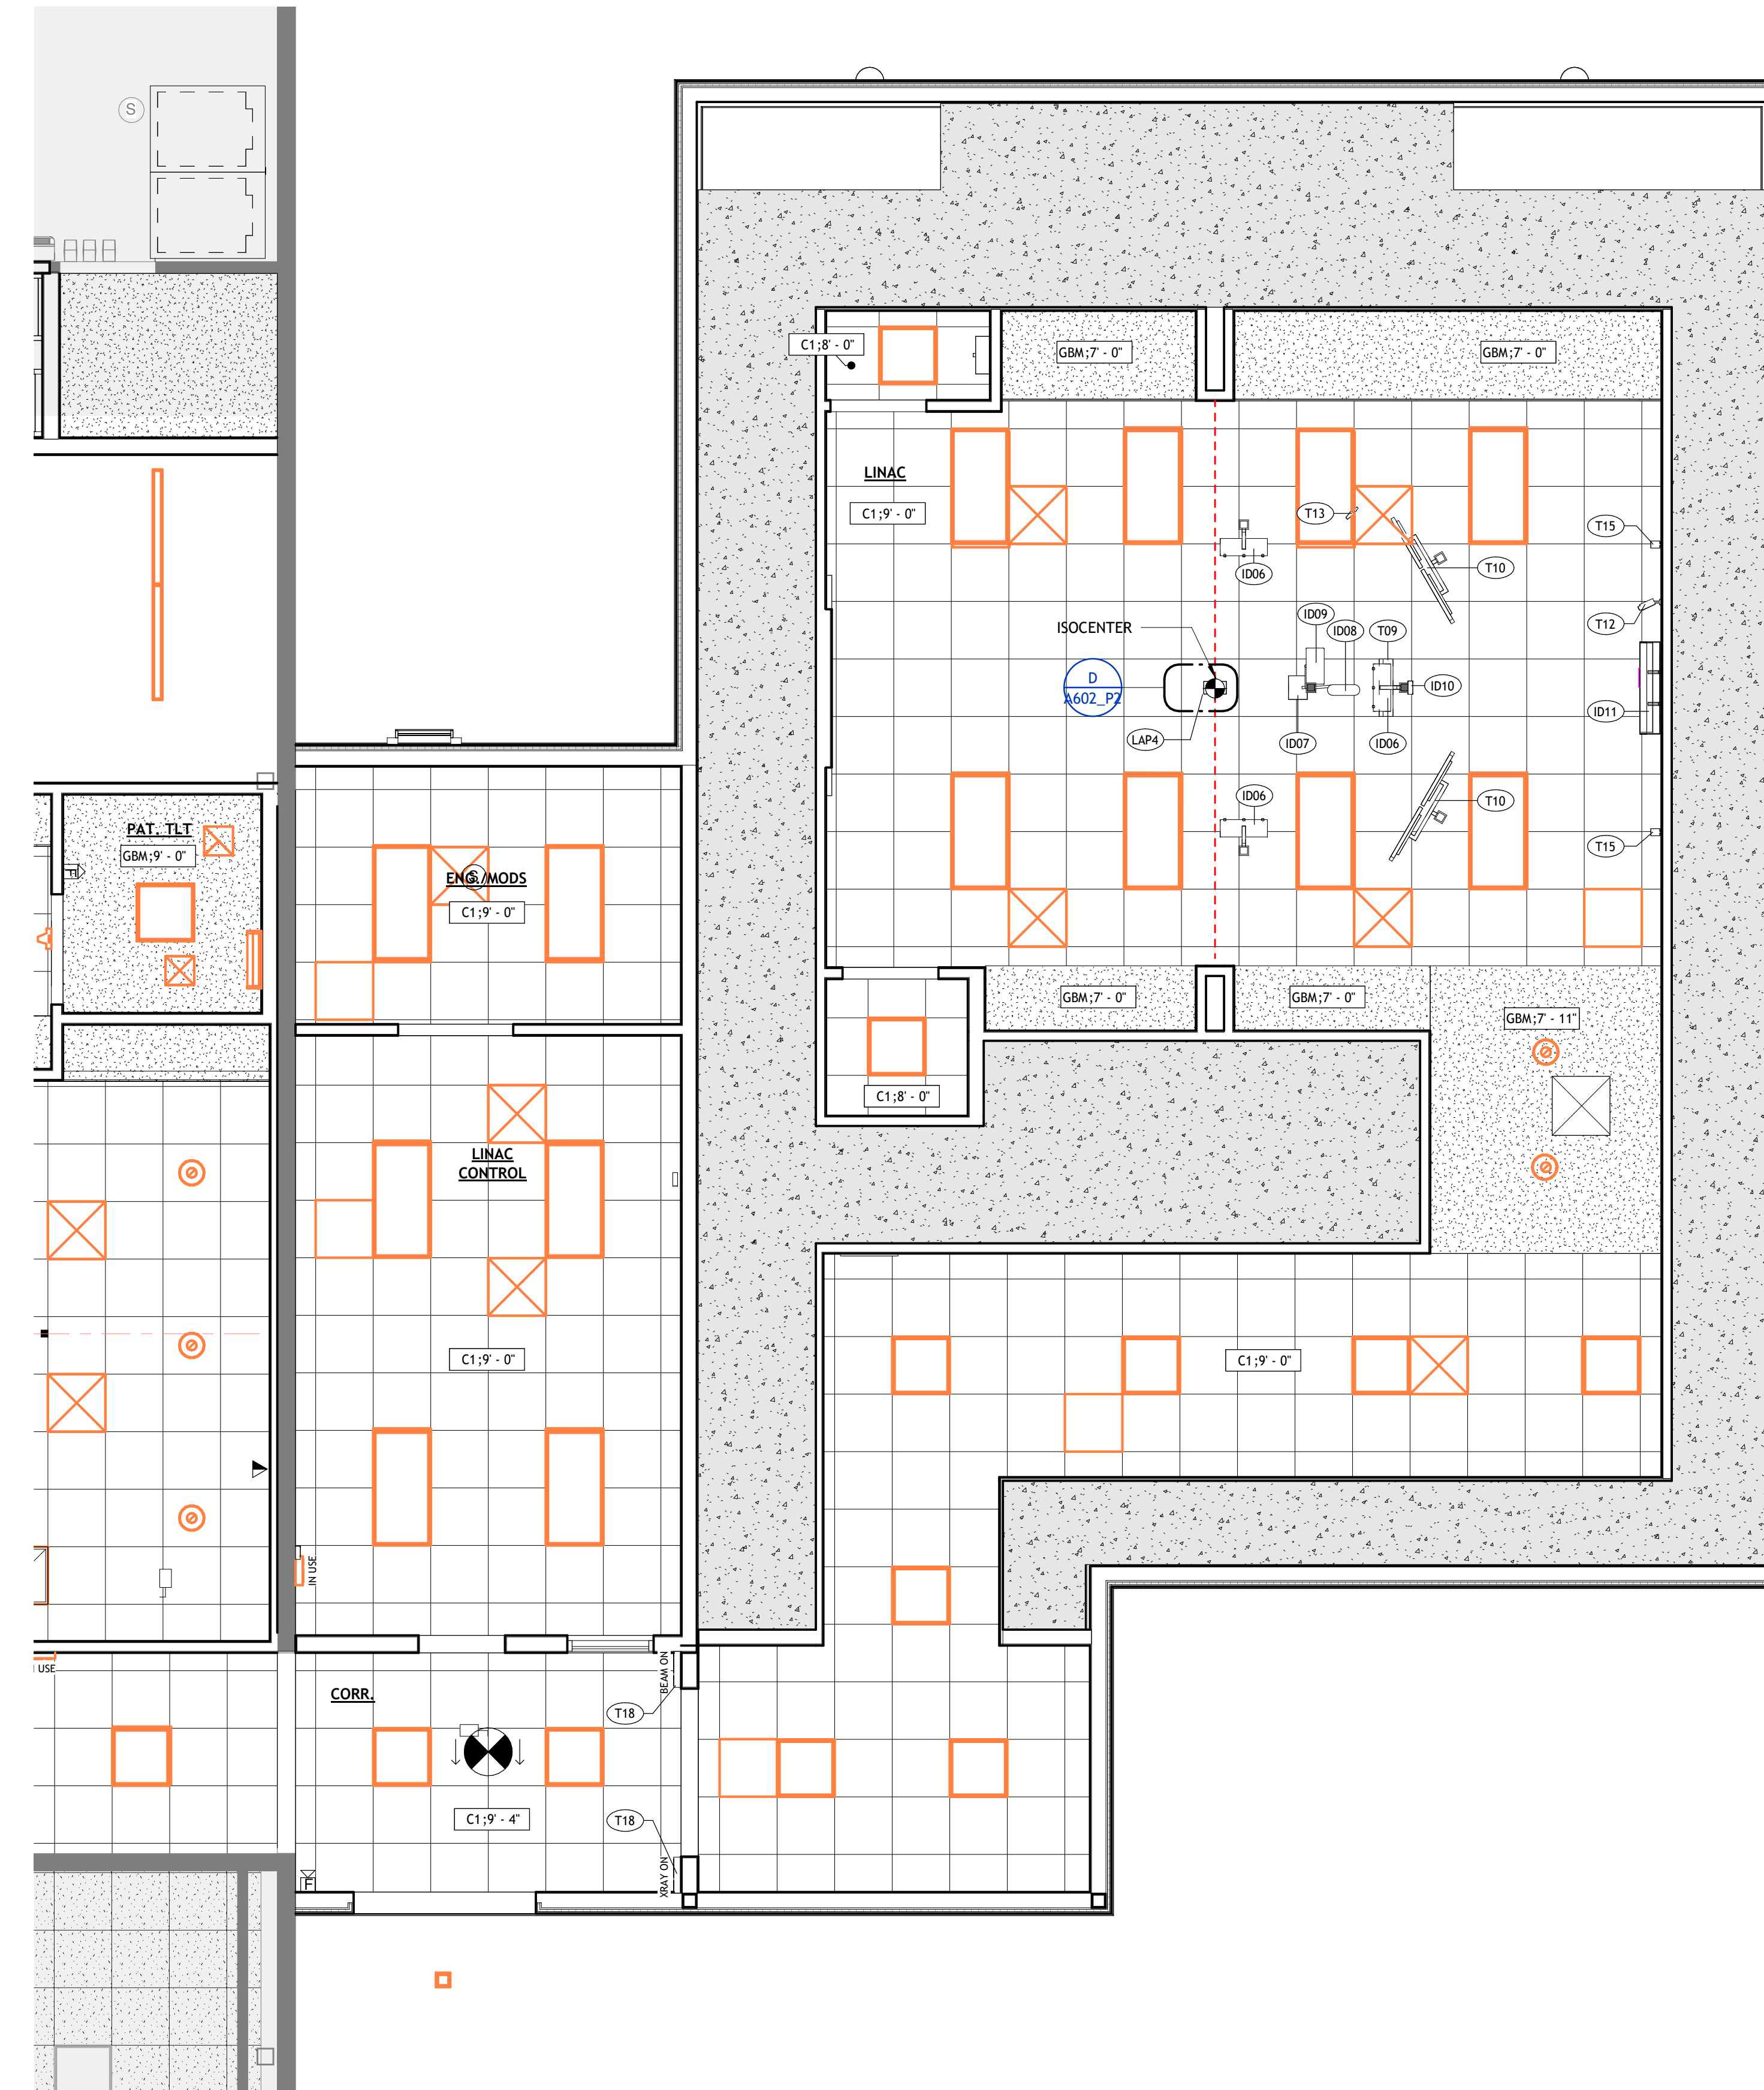 S
C1;8' - 0"
GBM;7' - 0"
GBM;7' - 0"
LINAC
C1;9' - 0"
T13
T15
ID06
T10
ID09
ID08
T09
T12
ISOCENTER
D
A602_P2
ID10
ID11
LAP4
ID07
ID06
ID06
T10
T15
PAT. TLT
GBM;9' - 0"
F
S
ENG./MODS
C1;9' - 0"
GBM;7' - 0"
GBM;7' - 0"
GBM;7' - 11"
C1;8' - 0"
LINAC
CONTROL
C1;9' - 0"
C1;9' - 0"
IN USE
USE
BEAM ON
CORR.
T18
C1;9' - 4"
T18
XRAY ON
F